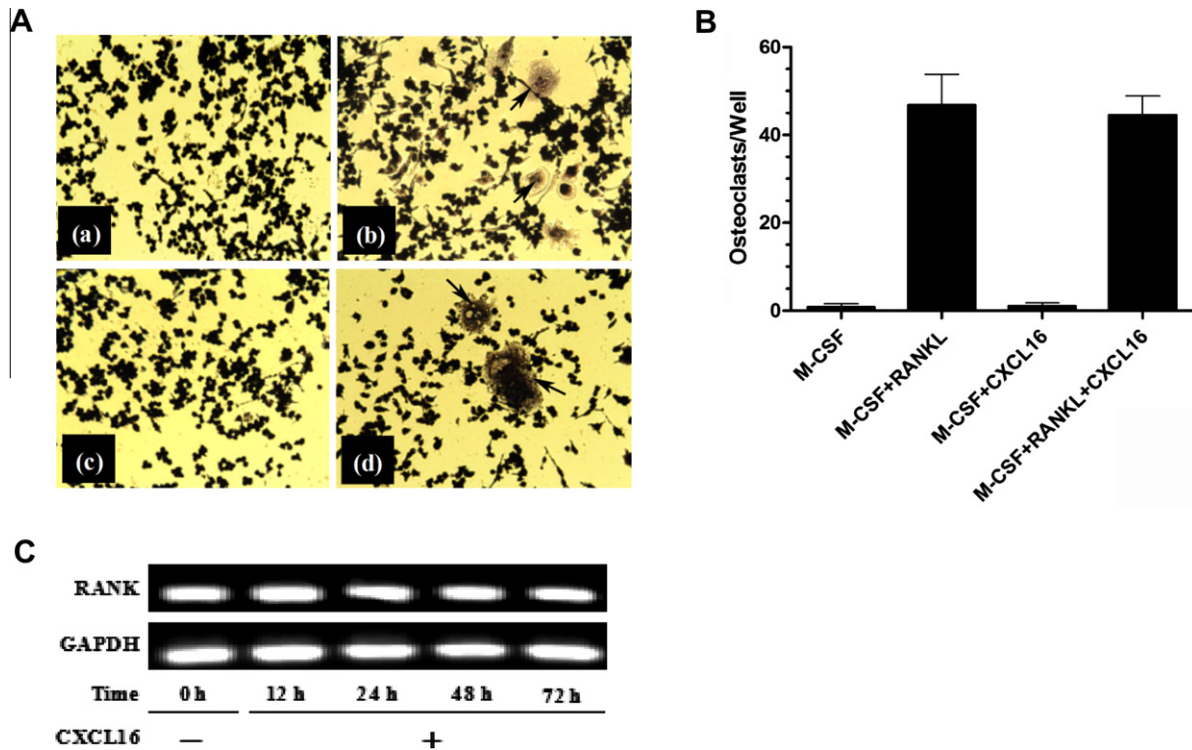 A
(a)
(b)
(c)
(d)
B
Osteoclasts/Well
60
40
20
0
M-CSF
M-CSF+RANKL
M-CSF+CXCL16
M-CSF+RANKL+CXCL16
C
RANK
GAPDH
Time 0 h 12 h 24 h 48 h 72 h
CXCL16 — +